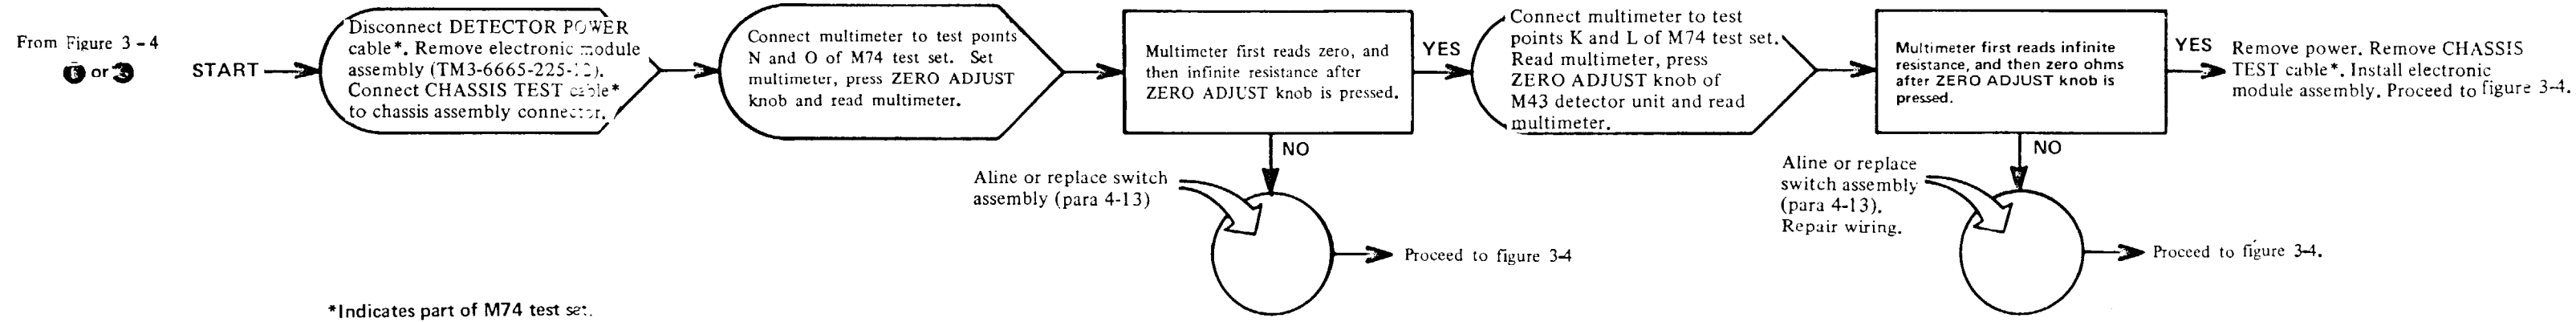 From Figure 3-4
or
START
Disconnect DETECTOR POWER
cable*. Remove electronic module
assembly (TM3-6665-225-12).
Connect CHASSIS TEST cable*
to chassis assembly connector.
Connect multimeter to test points
N and O of M74 test set. Set
multimeter, press ZERO ADJUST
knob and read multimeter.
Multimeter first reads zero, and
then infinite resistance after
ZERO ADJUST knob is pressed.
YES
NO
Aline or replace switch
assembly (para 4-13)
Proceed to figure 3-4
Connect multimeter to test
points K and L of M74 test set.
Read multimeter, press
ZERO ADJUST knob of
M43 detector unit and read
multimeter.
Multimeter first reads infinite
resistance, and then zero ohms
after ZERO ADJUST knob is
pressed.
YES
NO
Aline or replace
switch assembly
(para 4-13).
Repair wiring.
Proceed to figure 3-4.
Remove power. Remove CHASSIS
TEST cable*. Install electronic
module assembly. Proceed to figure 3-4.
*Indicates part of M74 test set.